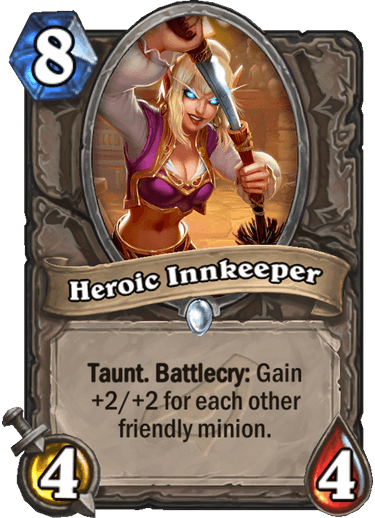 8
Heroic Innkeeper
Taunt. Battlecry: Gain
+2/+2 for each other
friendly minion.
4 4